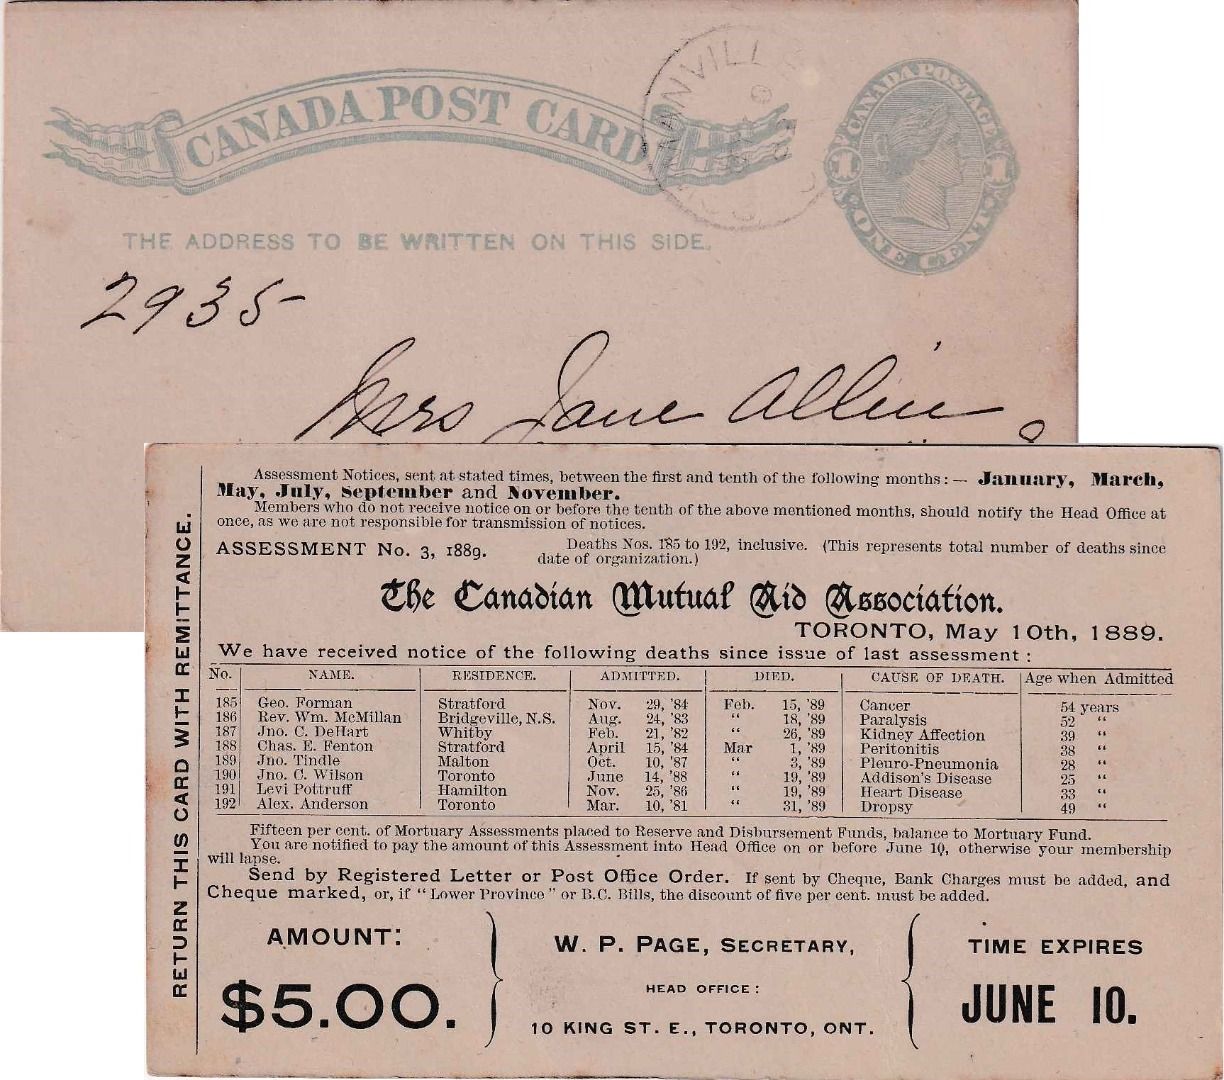 CANADA POST CARD
CANADA POSTAGE
1 1
ONE CENT
THE ADDRESS TO BE WRITTEN ON THIS SIDE.
2935
Mrs Jane Allin
RETURN THIS CARD WITH REMITTANCE.
Assessment Notices, sent at stated times, between the first and tenth of the following months:— January, March,
May, July, September and November.
Members who do not receive notice on or before the tenth of the above mentioned months, should notify the Head Office at
once, as we are not responsible for transmission of notices.
ASSESSMENT No. 3, 1889. Deaths Nos. 185 to 192, inclusive. (This represents total number of deaths since
date of organization.)
The Canadian Mutual Aid Association.
TORONTO, May 10th, 1889.
We have received notice of the following deaths since issue of last assessment:
No. NAME. RESIDENCE. ADMITTED. DIED. CAUSE OF DEATH. Age when Admitted
185 Geo. Forman Stratford Nov. 29, '84 Feb. 15, '89 Cancer 54 years
186 Rev. Wm. McMillan Bridgeville, N.S. Aug. 24, '83 " 18, '89 Paralysis 52 "
187 Jno. C. DeHart Whitby Feb. 21, '82 " 26, '89 Kidney Affection 39 "
188 Chas. E. Fenton Stratford April 15, '84 Mar 1, '89 Peritonitis 38 "
189 Jno. Tindle Malton Oct. 10, '87 " 3, '89 Pleuro-Pneumonia 28 "
190 Jno. C. Wilson Toronto June 14, '88 " 19, '89 Addison's Disease 25 "
191 Levi Pottruff Hamilton Nov. 25, '86 " 19, '89 Heart Disease 33 "
192 Alex. Anderson Toronto Mar. 10, '81 " 31, '89 Dropsy 49 "
Fifteen per cent. of Mortuary Assessments placed to Reserve and Disbursement Funds, balance to Mortuary Fund.
You are notified to pay the amount of this Assessment into Head Office on or before June 10, otherwise your membership
will lapse.
Send by Registered Letter or Post Office Order. If sent by Cheque, Bank Charges must be added, and
Cheque marked, or, if "Lower Province" or B.C. Bills, the discount of five per cent. must be added.
AMOUNT:
$5.00.
W. P. PAGE, SECRETARY,
HEAD OFFICE:
10 KING ST. E., TORONTO, ONT.
TIME EXPIRES
JUNE 10.